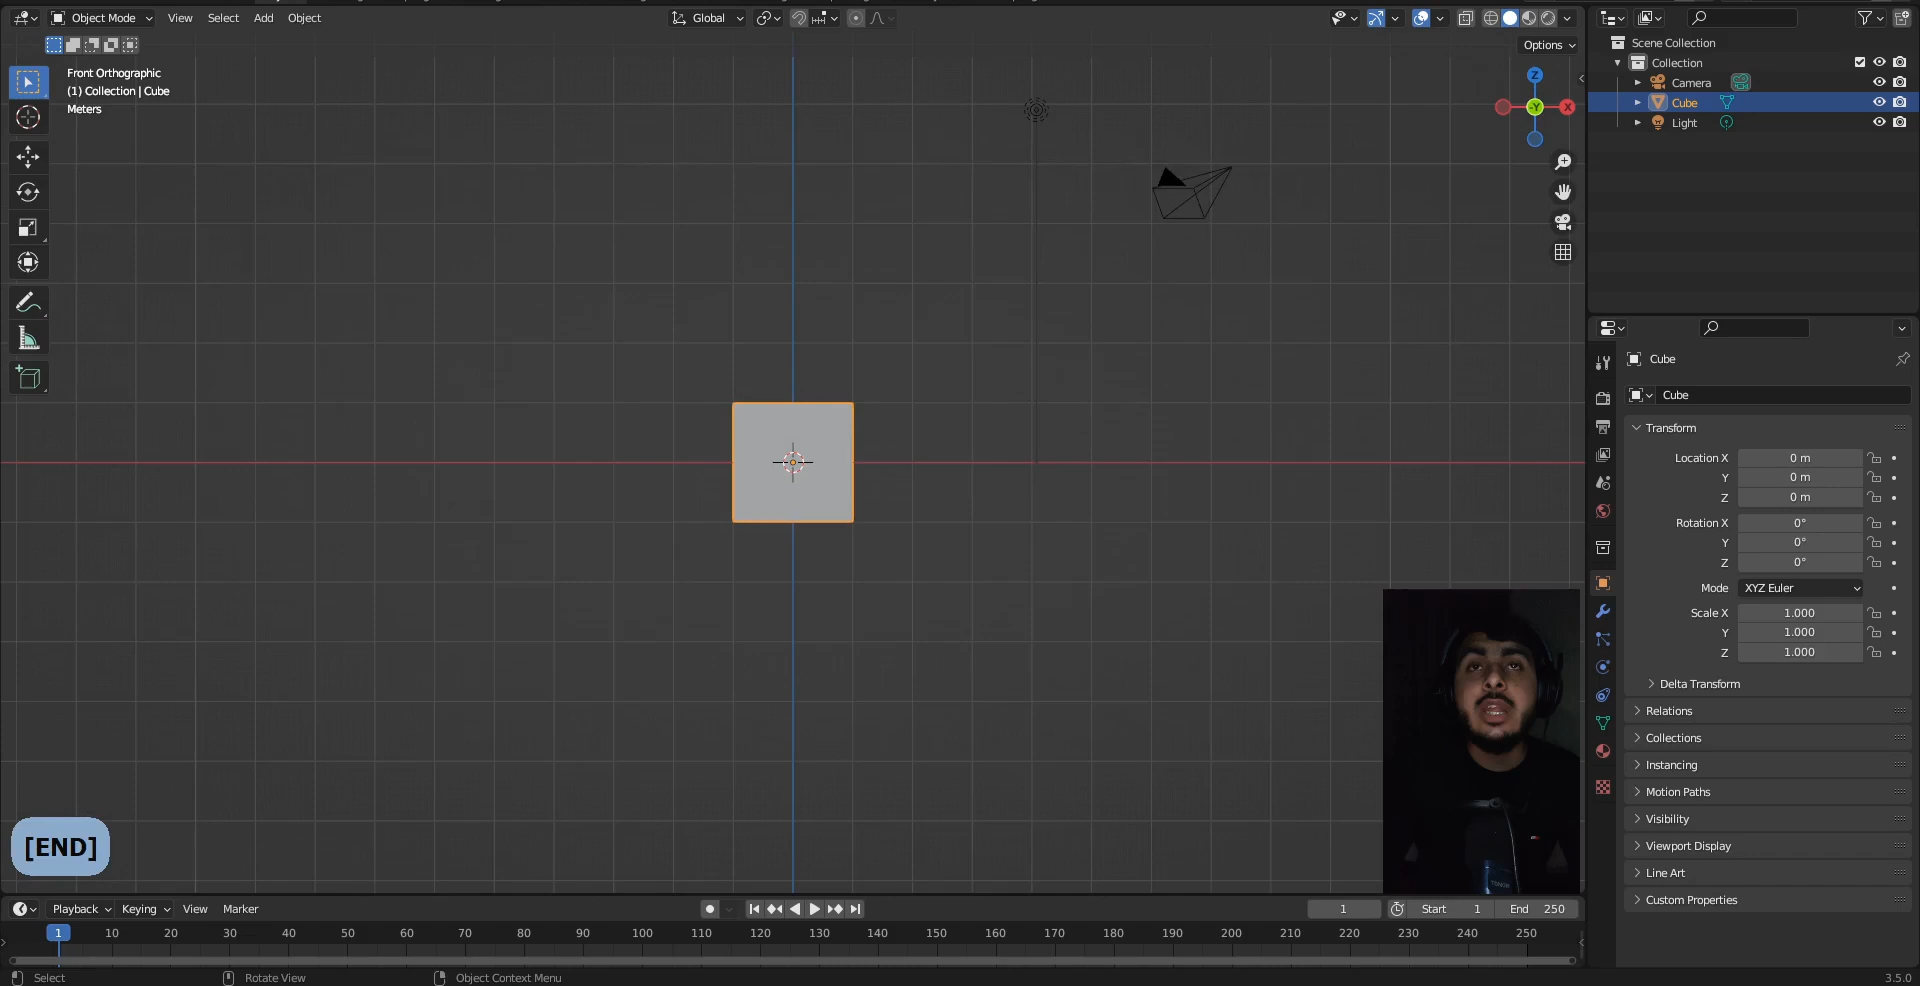 Object Mode
View
Select
Add
Object
Global
Options
Front Orthographic
(1) Collection | Cube
Meters
Z
-Y
X
[END]
Scene Collection
Collection
Camera
Cube
Light
Cube
Cube
Transform
Location X 0 m
Y 0 m
Z 0 m
Rotation X 0°
Y 0°
Z 0°
Mode XYZ Euler
Scale X 1.000
Y 1.000
Z 1.000
Delta Transform
Relations
Collections
Instancing
Motion Paths
Visibility
Viewport Display
Line Art
Custom Properties
Playback
Keying
View
Marker
1
Start 1
End 250
1 10 20 30 40 50 60 70 80 90 100 110 120 130 140 150 160 170 180 190 200 210 220 230 240 250
Select
Rotate View
Object Context Menu
3.5.0